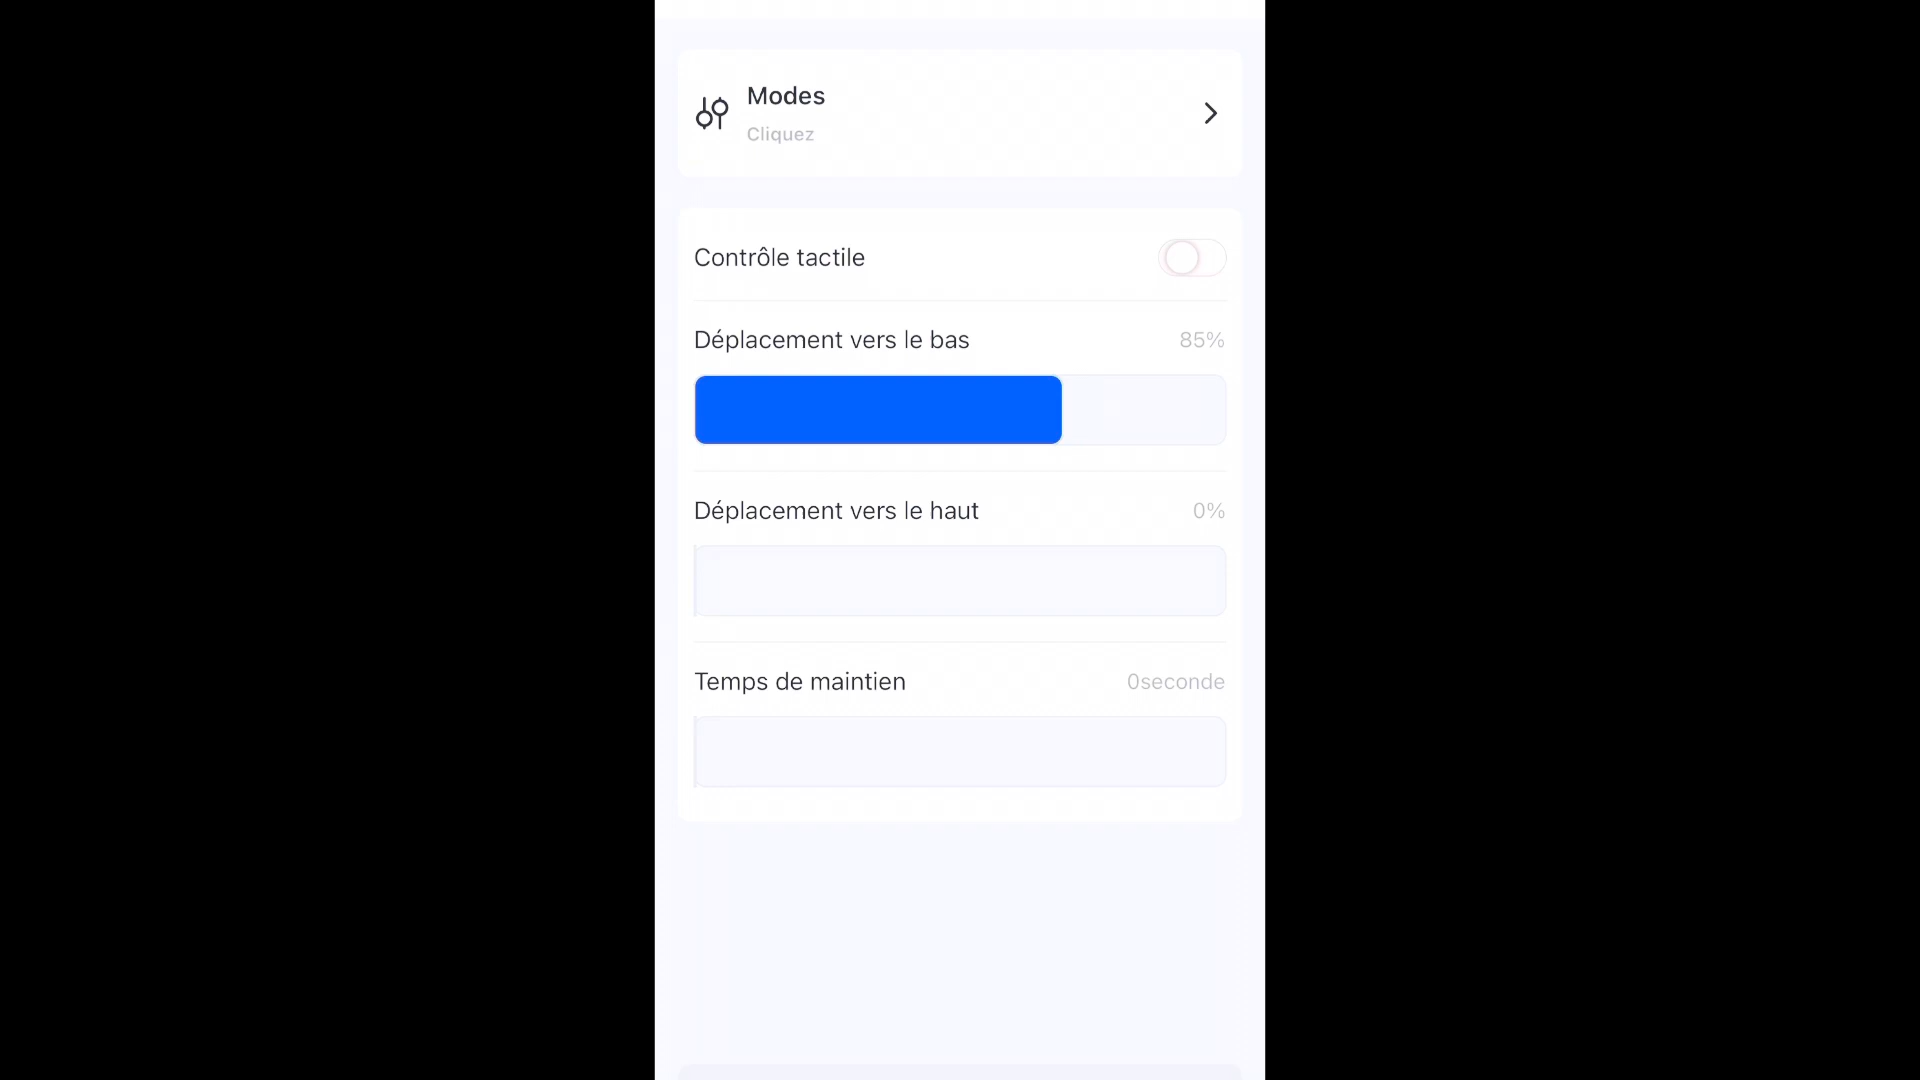 Modes
Cliquez
Contrôle tactile
Déplacement vers le bas 85%
Déplacement vers le haut 0%
Temps de maintien 0seconde